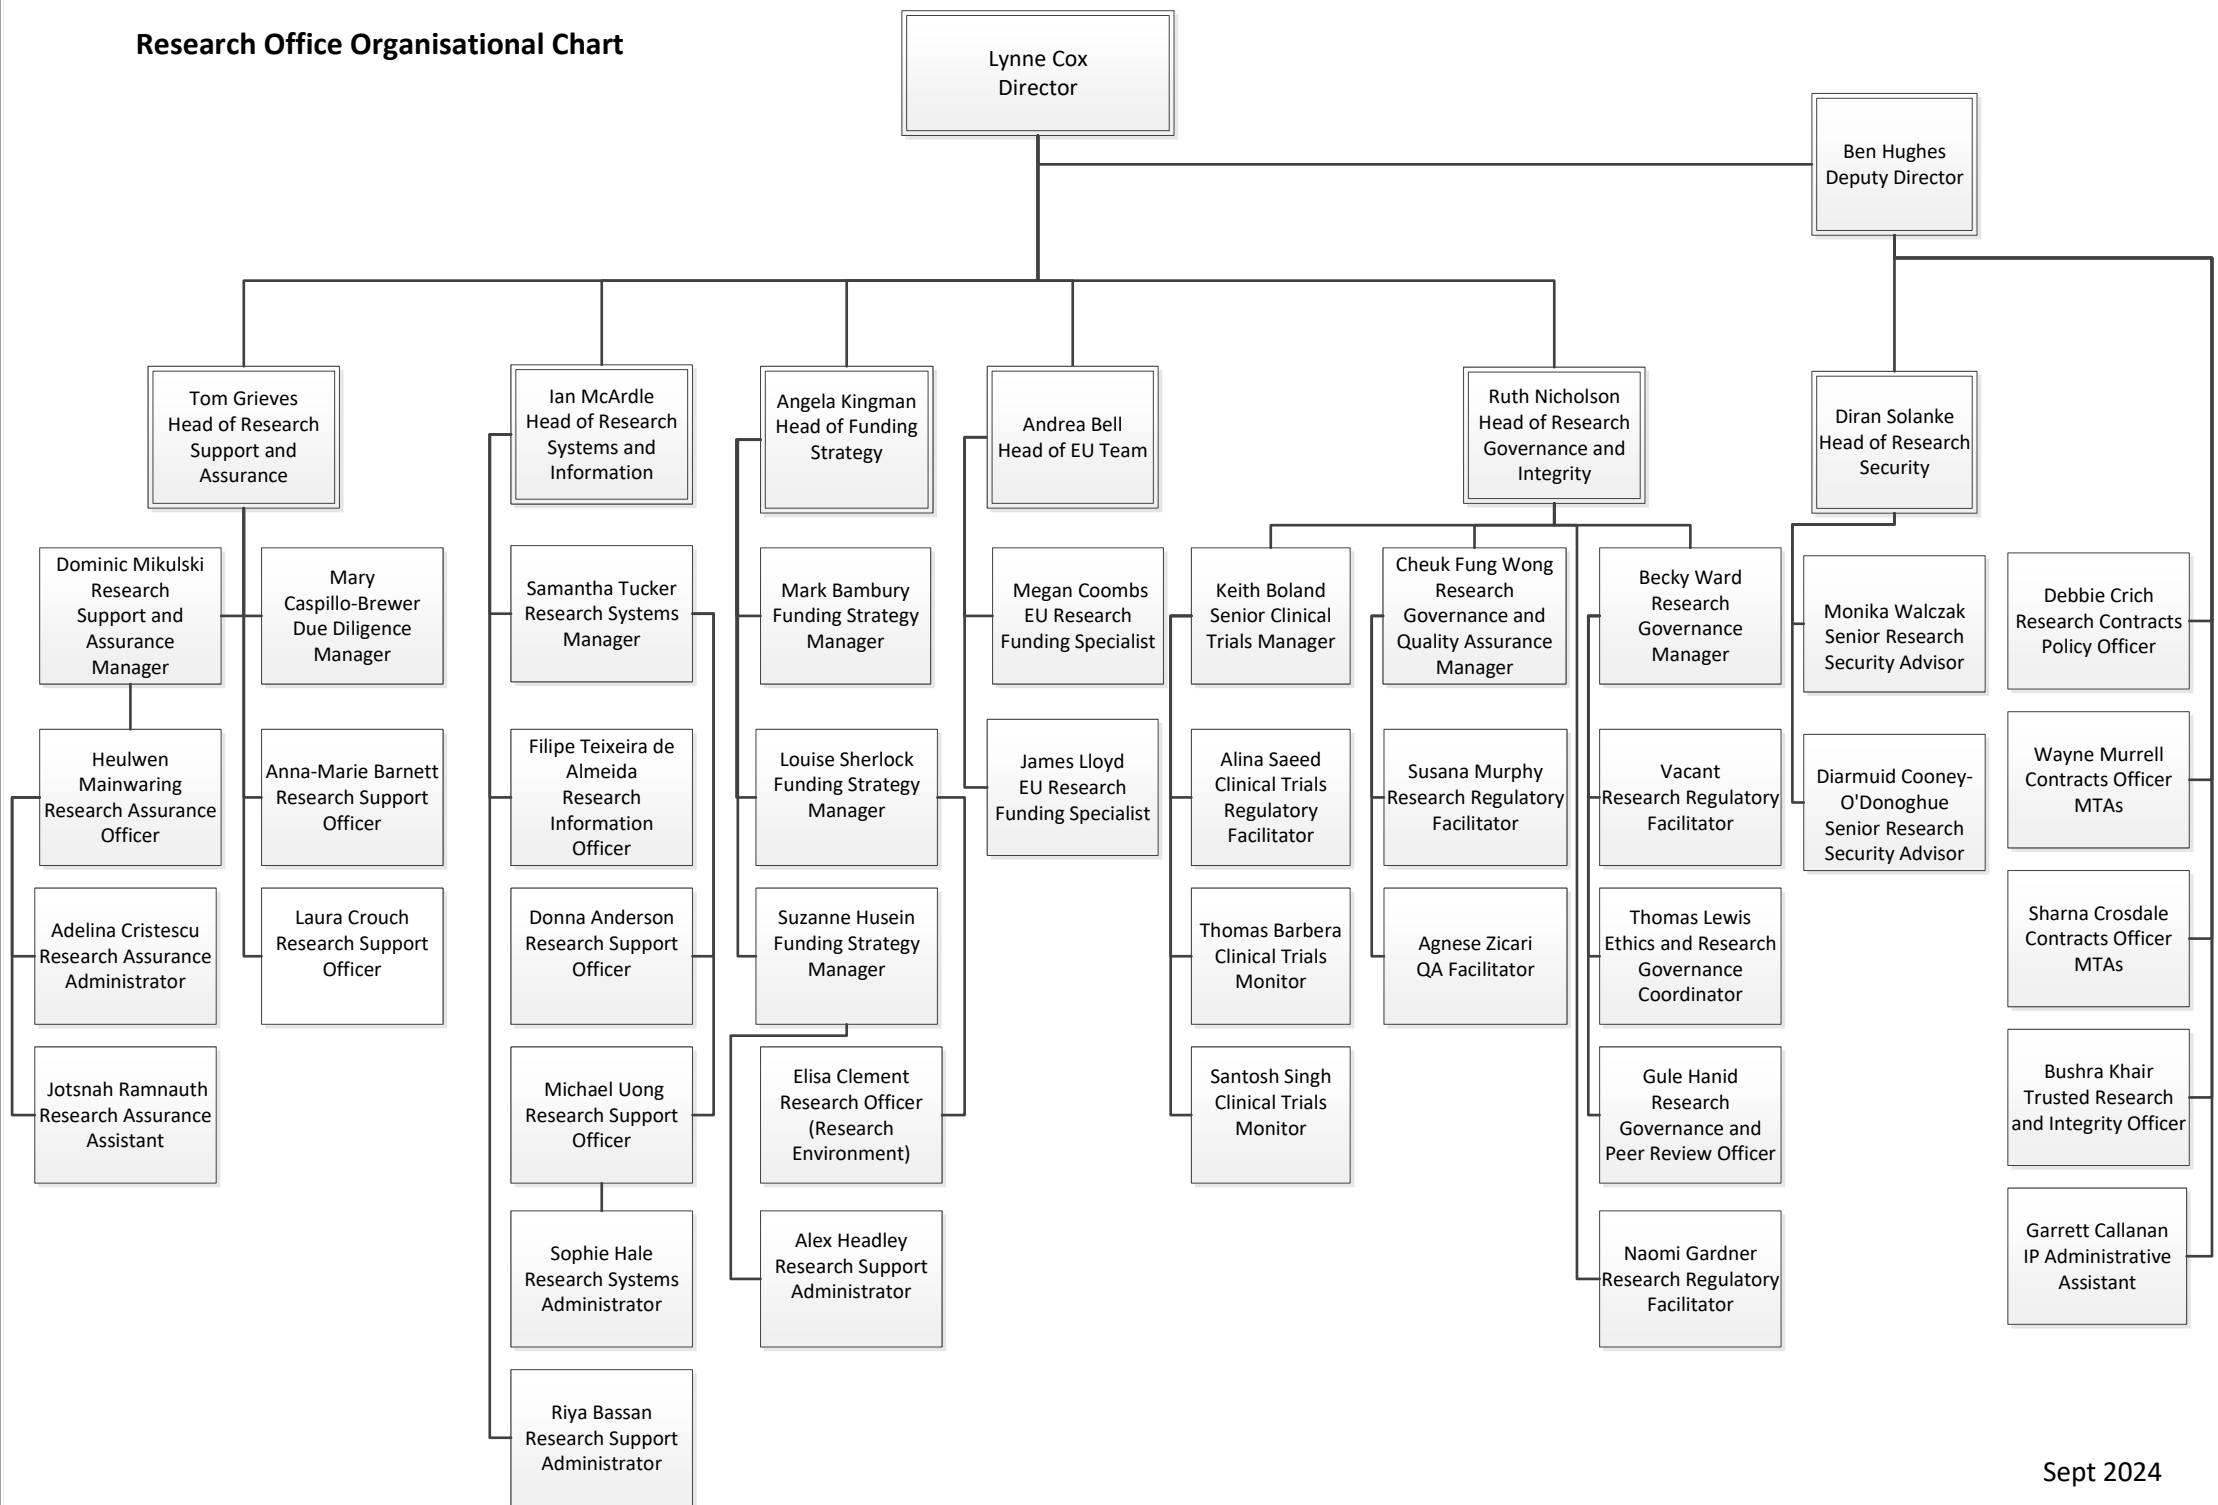 Research Office Organisational Chart
Lynne Cox
Director
Ben Hughes
Deputy Director
Tom Grieves
Head of Research
Support and
Assurance
Ian McArdle
Head of Research
Systems and
Information
Angela Kingman
Head of Funding
Strategy
Andrea Bell
Head of EU Team
Ruth Nicholson
Head of Research
Governance and
Integrity
Diran Solanke
Head of Research
Security
Dominic Mikulski
Research
Support and
Assurance
Manager
Mary
Caspillo-Brewer
Due Diligence
Manager
Samantha Tucker
Research Systems
Manager
Mark Bambury
Funding Strategy
Manager
Megan Coombs
EU Research
Funding Specialist
Keith Boland
Senior Clinical
Trials Manager
Cheuk Fung Wong
Research
Governance and
Quality Assurance
Manager
Becky Ward
Research
Governance
Manager
Monika Walczak
Senior Research
Security Advisor
Debbie Crich
Research Contracts
Policy Officer
Heulwen
Mainwaring
Research Assurance
Officer
Anna-Marie Barnett
Research Support
Officer
Filipe Teixeira de
Almeida
Research
Information
Officer
Louise Sherlock
Funding Strategy
Manager
James Lloyd
EU Research
Funding Specialist
Alina Saeed
Clinical Trials
Regulatory
Facilitator
Susana Murphy
Research Regulatory
Facilitator
Vacant
Research Regulatory
Facilitator
Diarmuid Cooney-
O'Donoghue
Senior Research
Security Advisor
Wayne Murrell
Contracts Officer
MTAs
Adelina Cristescu
Research Assurance
Administrator
Laura Crouch
Research Support
Officer
Donna Anderson
Research Support
Officer
Suzanne Husein
Funding Strategy
Manager
Thomas Barbera
Clinical Trials
Monitor
Agnese Zicari
QA Facilitator
Thomas Lewis
Ethics and Research
Governance
Coordinator
Sharna Crosdale
Contracts Officer
MTAs
Jotsnah Ramnauth
Research Assurance
Assistant
Michael Uong
Research Support
Officer
Elisa Clement
Research Officer
(Research
Environment)
Santosh Singh
Clinical Trials
Monitor
Gule Hanid
Research
Governance and
Peer Review Officer
Bushra Khair
Trusted Research
and Integrity Officer
Sophie Hale
Research Systems
Administrator
Alex Headley
Research Support
Administrator
Naomi Gardner
Research Regulatory
Facilitator
Garrett Callanan
IP Administrative
Assistant
Riya Bassan
Research Support
Administrator
Sept 2024